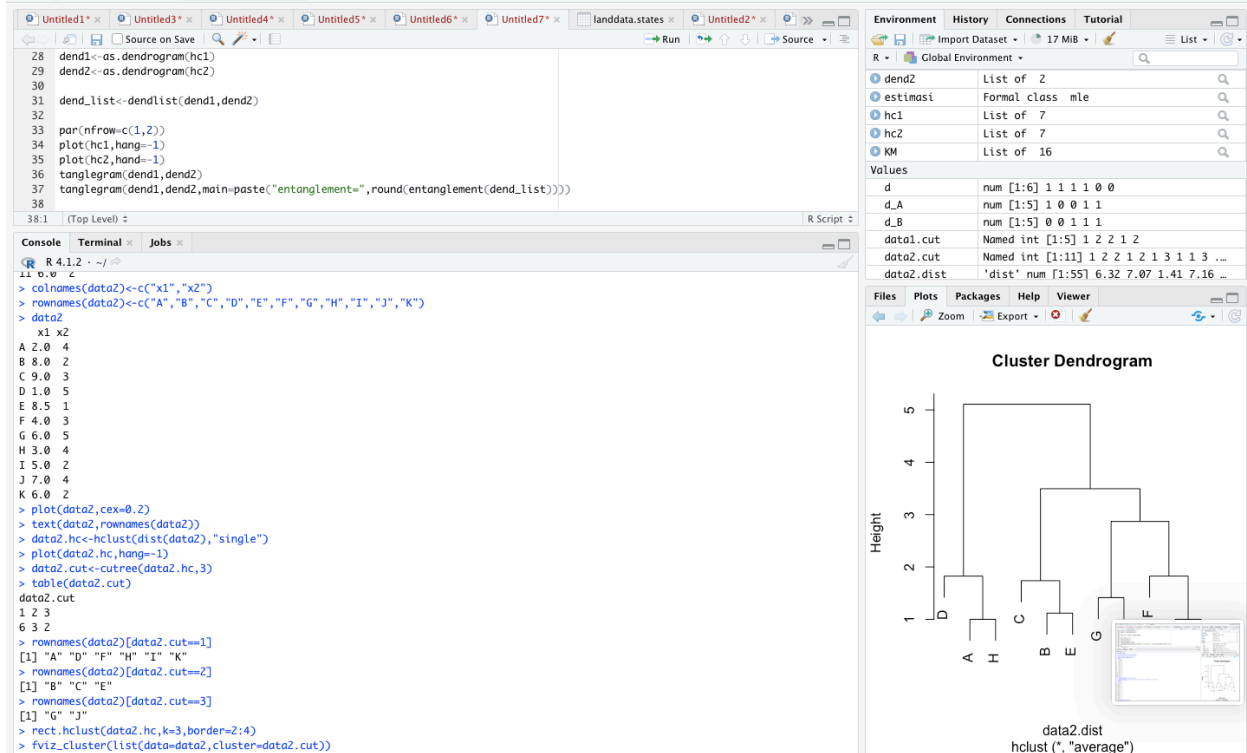 Untitled1* Untitled3* Untitled4* Untitled5* Untitled6* Untitled7* landdata.states Untitled2*
Source on Save Run Source
28 dend1<-as.dendrogram(hc1)
29 dend2<-as.dendrogram(hc2)
30
31 dend_list<-dendlist(dend1,dend2)
32
33 par(nfrow=c(1,2))
34 plot(hc1,hang=-1)
35 plot(hc2,hand=-1)
36 tanglegram(dend1,dend2)
37 tanglegram(dend1,dend2,main=paste("entanglement=",round(entanglement(dend_list))))
38
38:1 (Top Level) R Script
Console Terminal Jobs
R 4.1.2 · ~/
11 6.0 2
> colnames(data2)<-c("x1","x2")
> rownames(data2)<-c("A","B","C","D","E","F","G","H","I","J","K")
> data2
x1 x2
A 2.0 4
B 8.0 2
C 9.0 3
D 1.0 5
E 8.5 1
F 4.0 3
G 6.0 5
H 3.0 4
I 5.0 2
J 7.0 4
K 6.0 2
> plot(data2,cex=0.2)
> text(data2,rownames(data2))
> data2.hc<-hclust(dist(data2),"single")
> plot(data2.hc,hang=-1)
> data2.cut<-cutree(data2.hc,3)
> table(data2.cut)
data2.cut
1 2 3
6 3 2
> rownames(data2)[data2.cut==1]
[1] "A" "D" "F" "H" "I" "K"
> rownames(data2)[data2.cut==2]
[1] "B" "C" "E"
> rownames(data2)[data2.cut==3]
[1] "G" "J"
> rect.hclust(data2.hc,k=3,border=2:4)
> fviz_cluster(list(data=data2,cluster=data2.cut))
Environment History Connections Tutorial
Import Dataset 17 MiB List
R Global Environment
dend2 List of 2
estimasi Formal class mle
hc1 List of 7
hc2 List of 7
KM List of 16
Values
d num [1:6] 1 1 1 1 0 0
d_A num [1:5] 1 0 0 1 1
d_B num [1:5] 0 0 1 1 1
data1.cut Named int [1:5] 1 2 2 1 2
data2.cut Named int [1:11] 1 2 2 1 2 1 3 1 1 3 ...
data2.dist 'dist' num [1:55] 6.32 7.07 1.41 7.16 ...
Files Plots Packages Help Viewer
Zoom Export
Cluster Dendrogram
Height
5
4
3
2
1
D
A
H
C
B
E
G
F
data2.dist
hclust (*, "average")